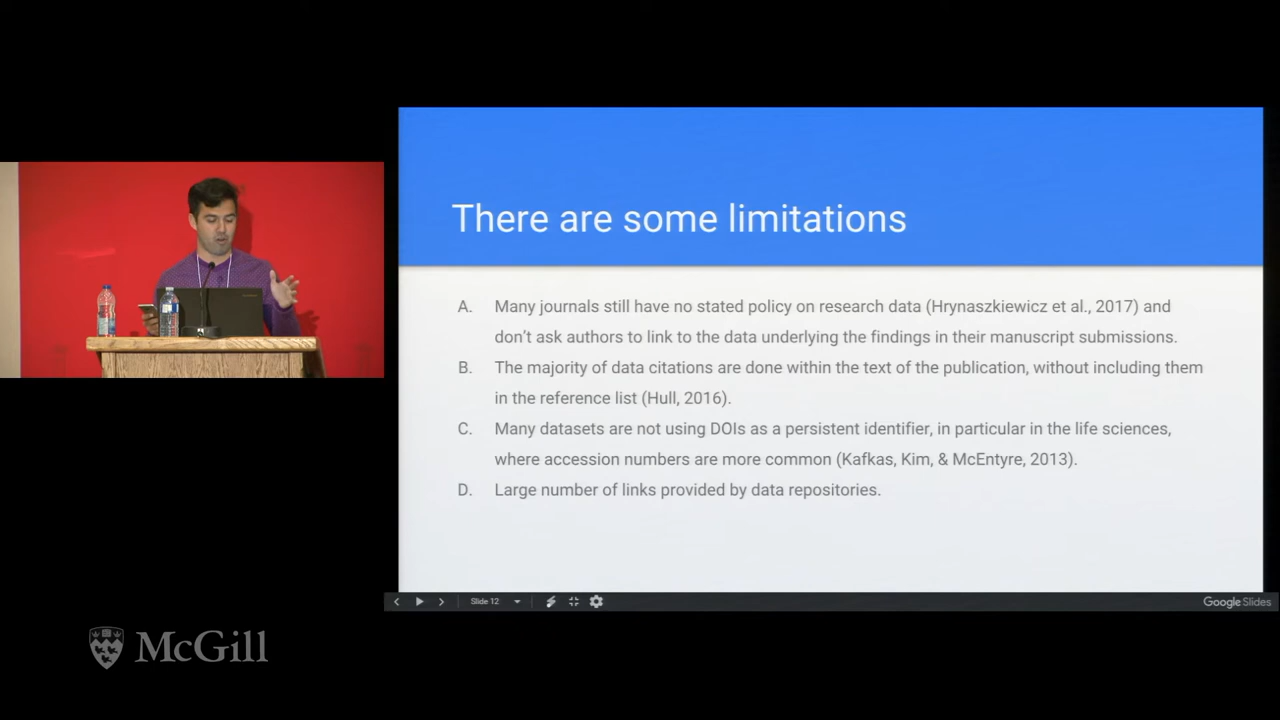 There are some limitations
A. Many journals still have no stated policy on research data (Hrynaszkiewicz et al., 2017) and
don't ask authors to link to the data underlying the findings in their manuscript submissions.
B. The majority of data citations are done within the text of the publication, without including them
in the reference list (Hull, 2016).
C. Many datasets are not using DOIs as a persistent identifier, in particular in the life sciences,
where accession numbers are more common (Kafkas, Kim, & McEntyre, 2013).
D. Large number of links provided by data repositories.
Slide 12
Google Slides
McGill